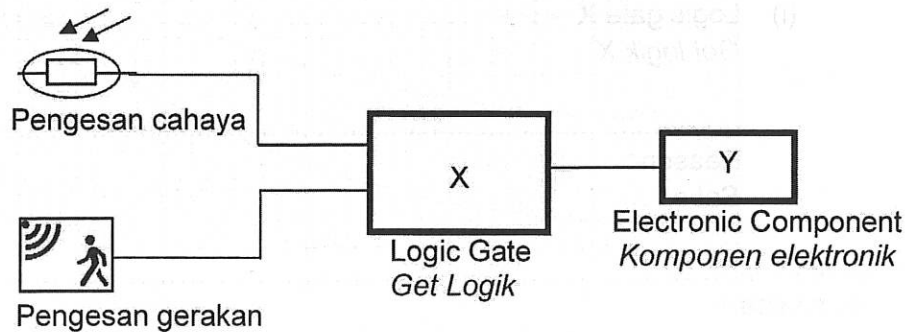 Pengesan cahaya
X
Y
Logic Gate
Get Logik
Electronic Component
Komponen elektronik
Pengesan gerakan